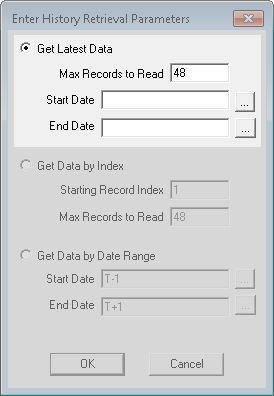 Enter History Retrieval Parameters
Get Latest Data
Max Records to Read 48
Start Date ...
End Date ...
Get Data by Index
Starting Record Index 1
Max Records to Read 48
Get Data by Date Range
Start Date T-1 ...
End Date T+1 ...
OK Cancel